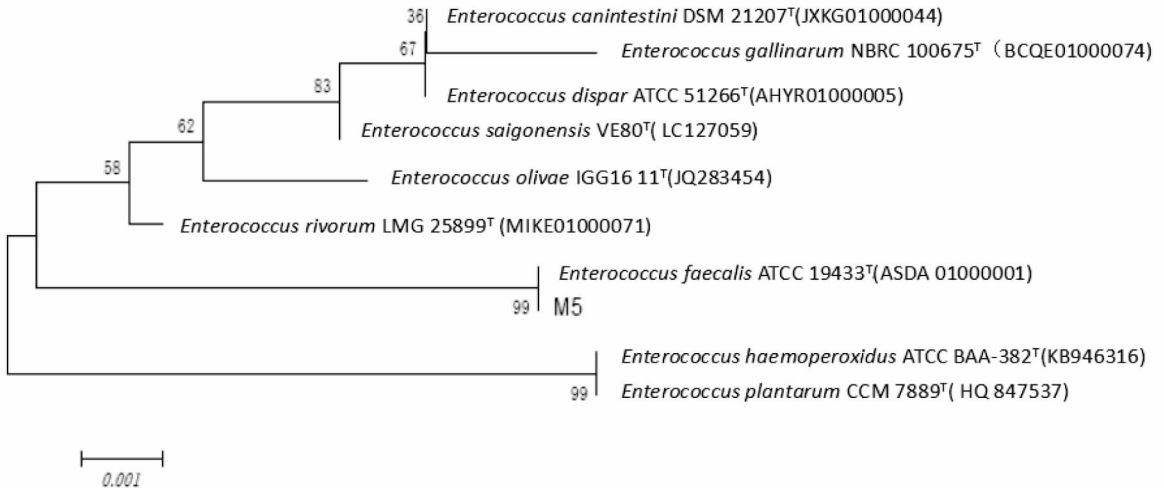 36 Enterococcus canintestini DSM 21207ᵀ(JXKG01000044)
67 Enterococcus gallinarum NBRC 100675ᵀ（BCQE01000074)
83 Enterococcus dispar ATCC 51266ᵀ(AHYR01000005)
62 Enterococcus saigonensis VE80ᵀ( LC127059)
58 Enterococcus olivae IGG16 11ᵀ(JQ283454)
Enterococcus rivorum LMG 25899ᵀ (MIKE01000071)
Enterococcus faecalis ATCC 19433ᵀ(ASDA 01000001)
99 M5
Enterococcus haemoperoxidus ATCC BAA-382ᵀ(KB946316)
99 Enterococcus plantarum CCM 7889ᵀ( HQ 847537)
0.001